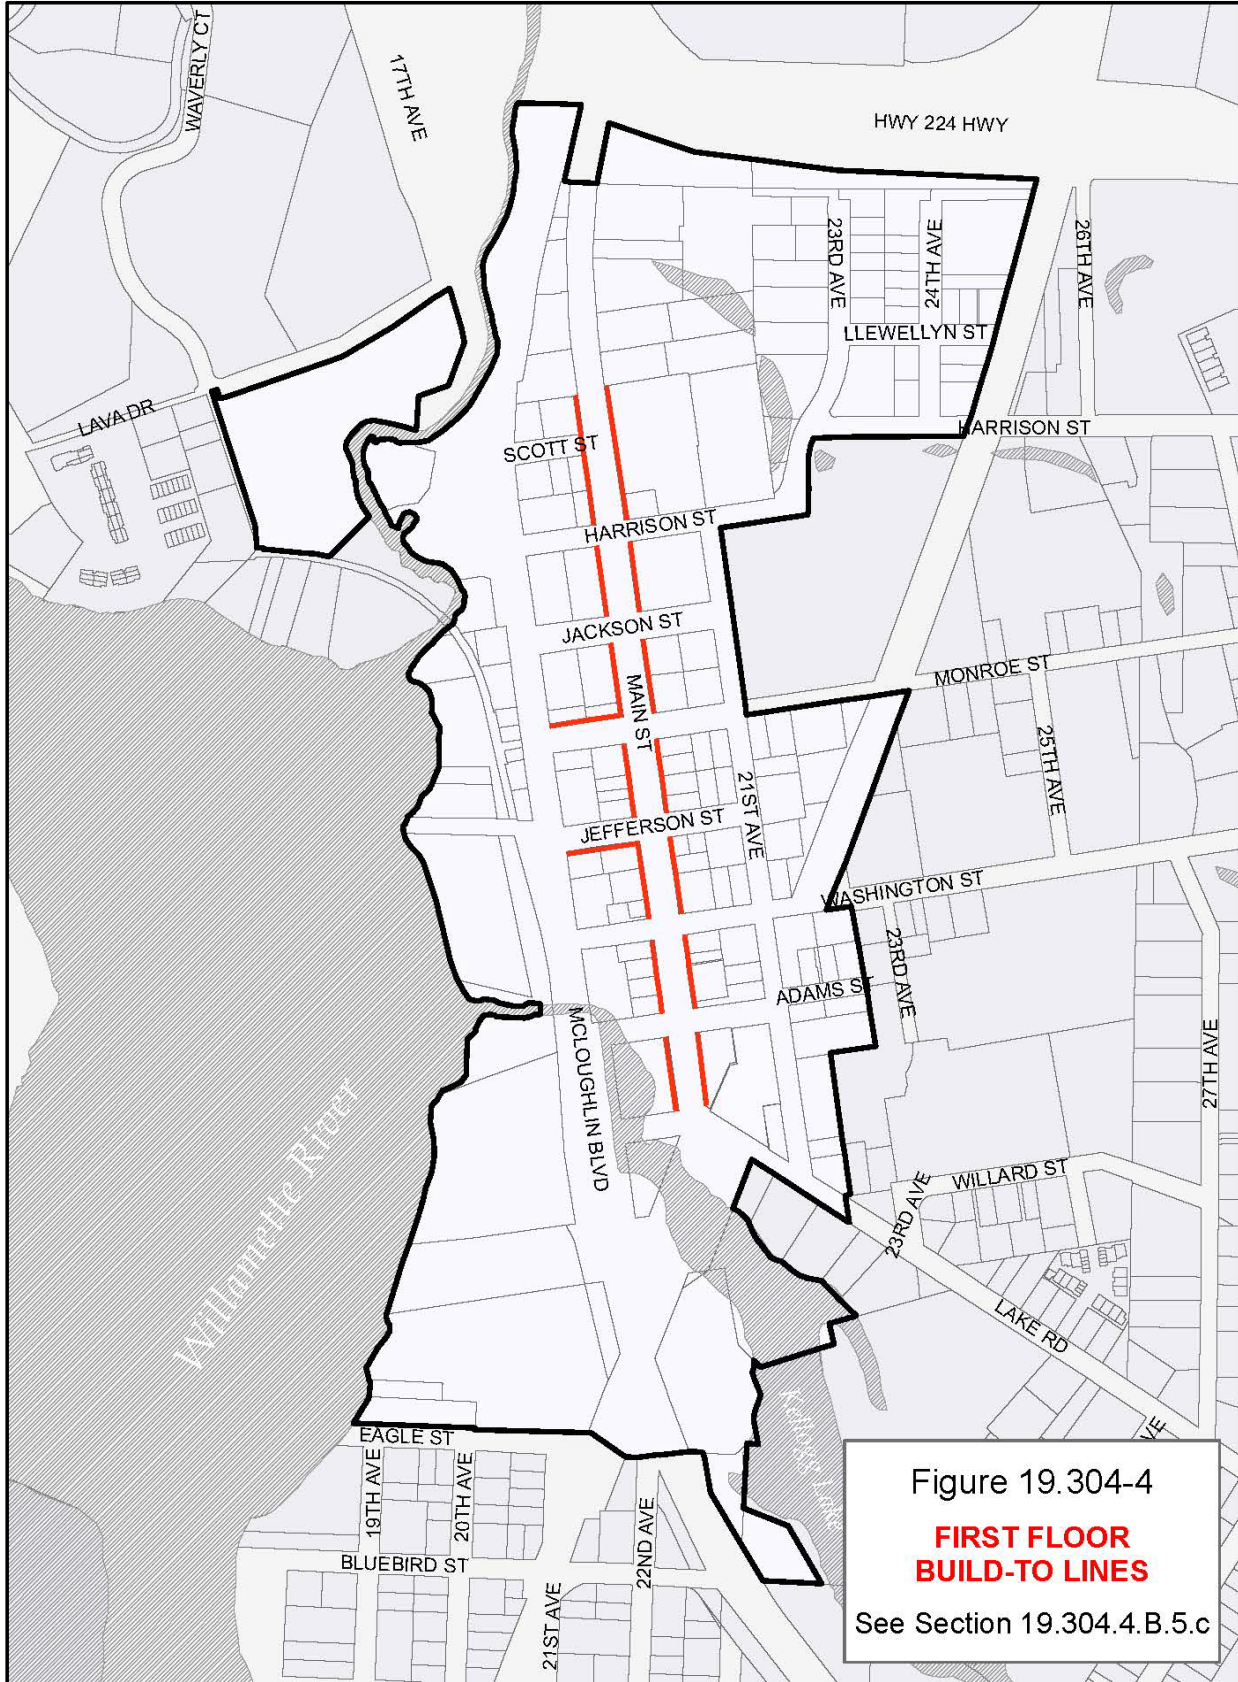 WAVERLY CT
17TH AVE
HWY 224 HWY
23RD AVE
24TH AVE
26TH AVE
LLEWELLYN ST
LAVA DR
SCOTT ST
HARRISON ST
HARRISON ST
JACKSON ST
MONROE ST
MAIN ST
25TH AVE
21ST AVE
JEFFERSON ST
WASHINGTON ST
23RD AVE
ADAMS ST
MCLOUGHLIN BLVD
27TH AVE
Willamette River
WILLARD ST
23RD AVE
LAKE RD
Kellogg Lake
EAGLE ST
19TH AVE
20TH AVE
22ND AVE
BLUEBIRD ST
21ST AVE
VE
Figure 19.304-4
FIRST FLOOR
BUILD-TO LINES
See Section 19.304.4.B.5.c